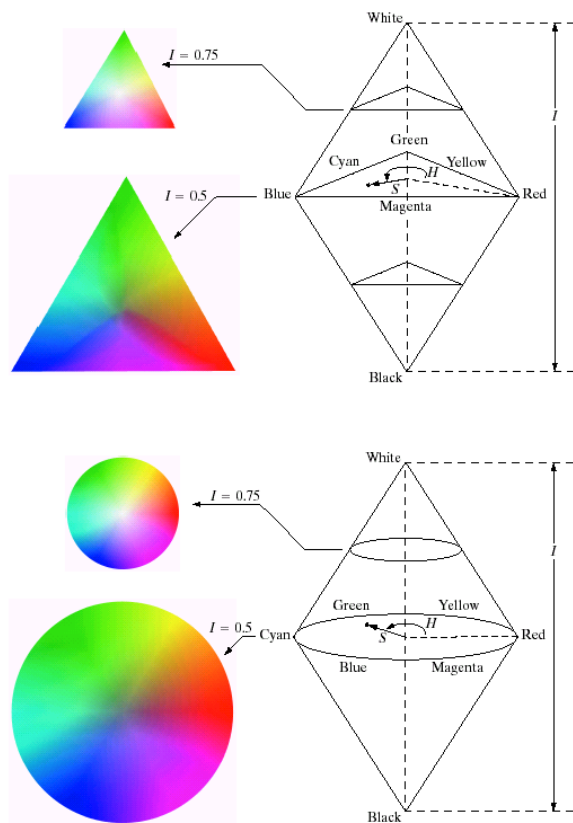 White
I = 0.75
I
Green
Cyan
Yellow
H
S
I = 0.5
Blue
Red
Magenta
Black
White
I = 0.75
I
Green
Yellow
H
I = 0.5
Cyan
S
Red
Blue
Magenta
Black